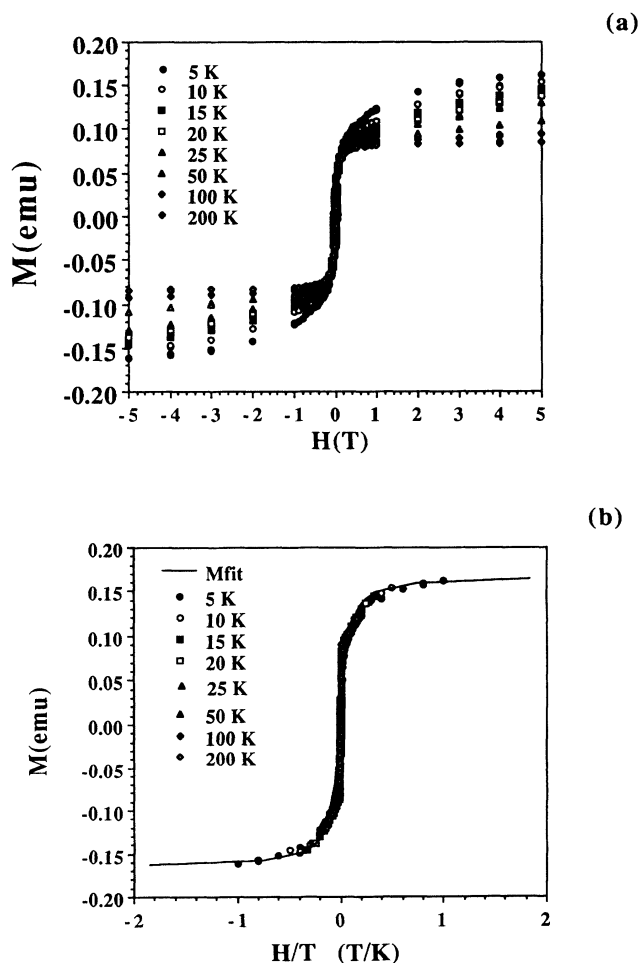 (a)
0.20
0.15
0.10
0.05
0.00
-0.05
-0.10
-0.15
-0.20
M(emu)
5 K
10 K
15 K
20 K
25 K
50 K
100 K
200 K
-5 -4 -3 -2 -1 0 1 2 3 4 5
H(T)
(b)
0.20
0.15
0.10
0.05
0.00
-0.05
-0.10
-0.15
-0.20
M(emu)
Mfit
5 K
10 K
15 K
20 K
25 K
50 K
100 K
200 K
-2 -1 0 1 2
H/T (T/K)